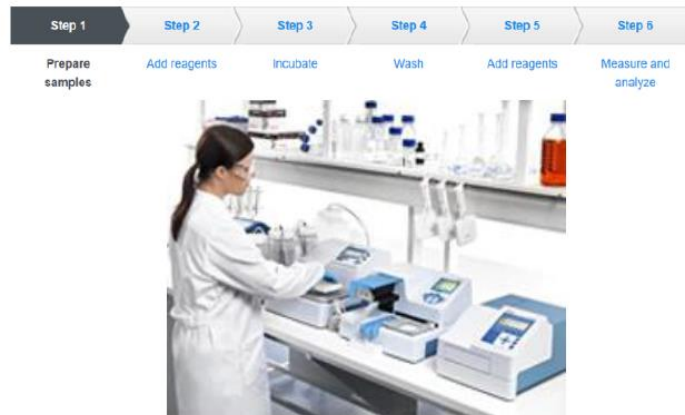 Step 1
Step 2
Step 3
Step 4
Step 5
Step 6
Prepare
samples
Add reagents
Incubate
Wash
Add reagents
Measure and
analyze